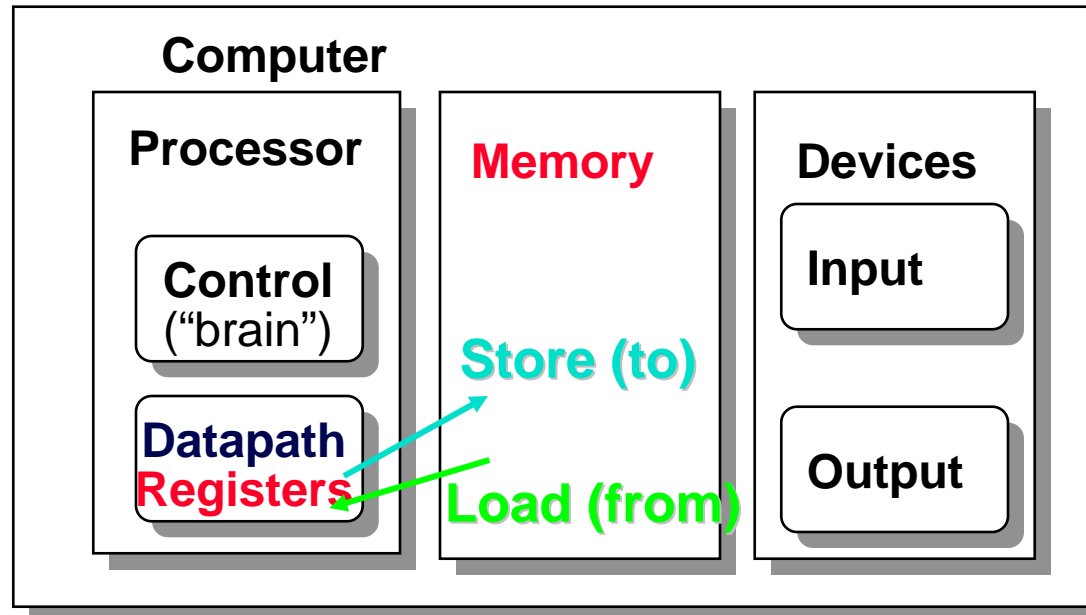 Computer
Processor
Control
(“brain”)
Datapath
Registers
Memory
Store (to)
Load (from)
Devices
Input
Output